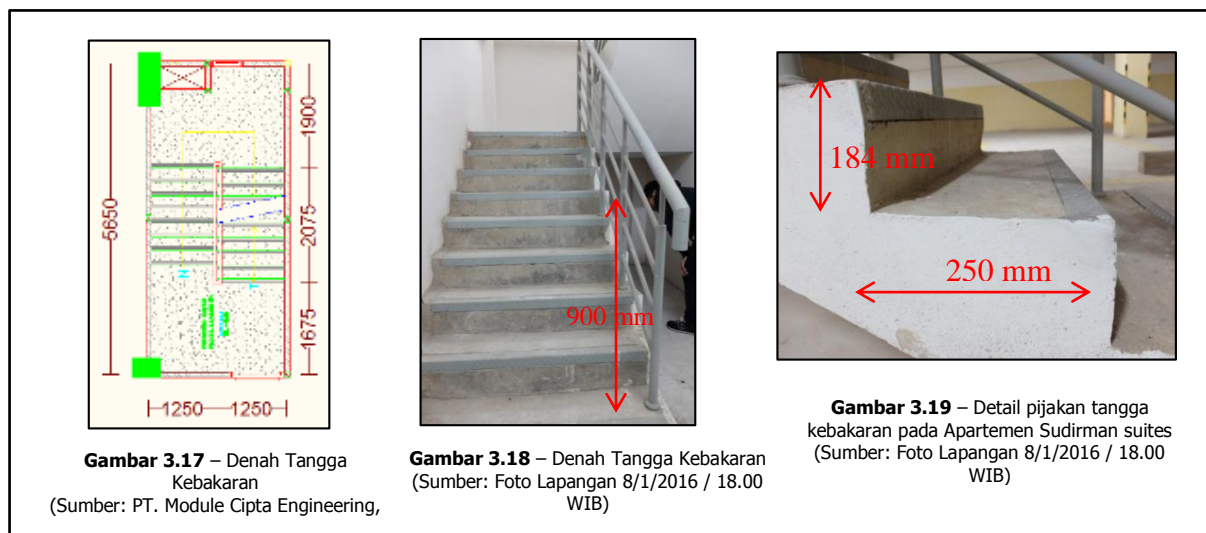 5650
1900
2075
1675
N
T
1250
1250
900 mm
184 mm
250 mm
Gambar 3.17 – Denah Tangga
Kebakaran
(Sumber: PT. Module Cipta Engineering,
Gambar 3.18 – Denah Tangga Kebakaran
(Sumber: Foto Lapangan 8/1/2016 / 18.00
WIB)
Gambar 3.19 – Detail pijakan tangga
kebakaran pada Apartemen Sudirman suites
(Sumber: Foto Lapangan 8/1/2016 / 18.00
WIB)